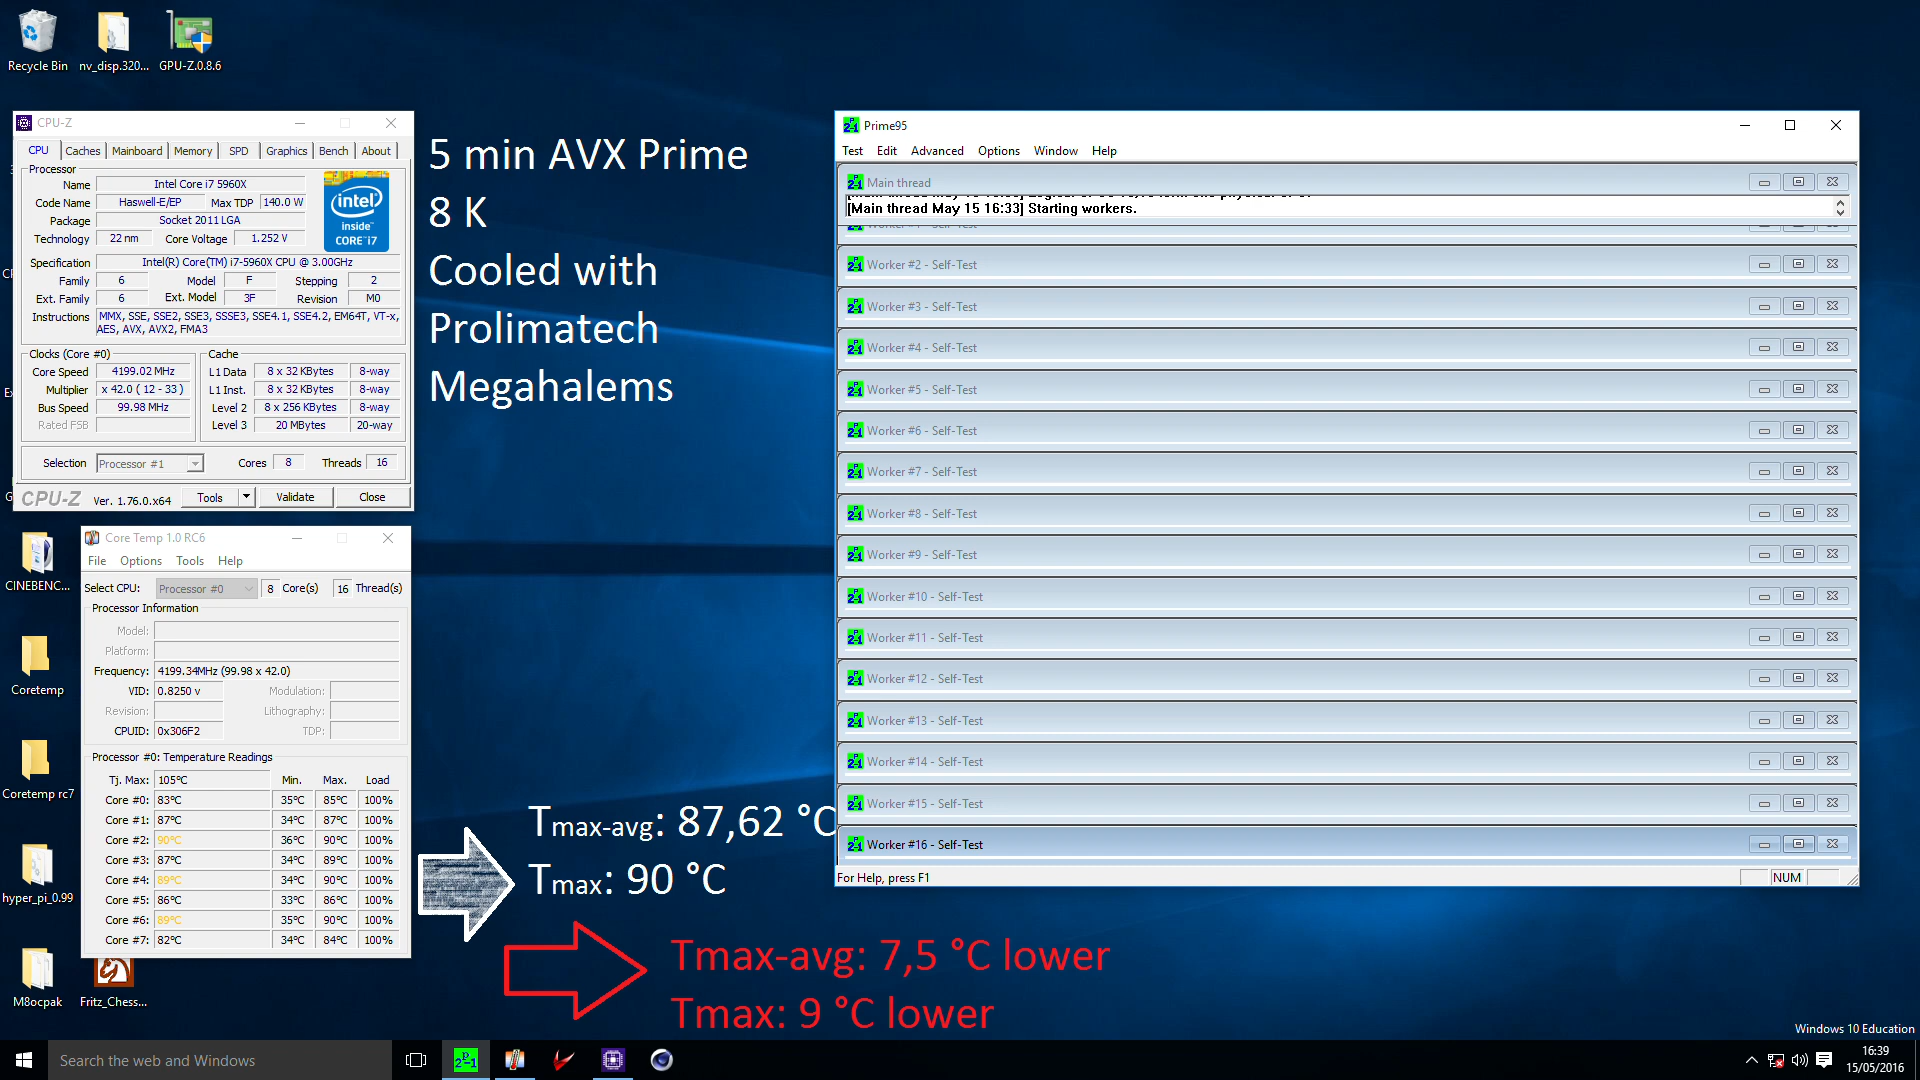 Recycle Bin
nv_disp.320...
GPU-Z.0.8.6
CPU-Z
CPU Caches Mainboard Memory SPD Graphics Bench About
Processor
Name Intel Core i7 5960X
Code Name Haswell-E/EP Max TDP 140.0 W
Package Socket 2011 LGA
Technology 22 nm Core Voltage 1.252 V
intel inside™ CORE™ i7
Specification Intel(R) Core(TM) i7-5960X CPU @ 3.00GHz
Family 6 Model F Stepping 2
Ext. Family 6 Ext. Model 3F Revision M0
Instructions MMX, SSE, SSE2, SSE3, SSSE3, SSE4.1, SSE4.2, EM64T, VT-x,
AES, AVX, AVX2, FMA3
Clocks (Core #0)
Core Speed 4199.02 MHz
Multiplier x 42.0 ( 12 - 33 )
Bus Speed 99.98 MHz
Rated FSB
Cache
L1 Data 8 x 32 KBytes 8-way
L1 Inst. 8 x 32 KBytes 8-way
Level 2 8 x 256 KBytes 8-way
Level 3 20 MBytes 20-way
Selection Processor #1 Cores 8 Threads 16
CPU-Z Ver. 1.76.0.x64 Tools Validate Close
5 min AVX Prime
8 K
Cooled with
Prolimatech
Megahalems
Core Temp 1.0 RC6
File Options Tools Help
Select CPU: Processor #0 8 Core(s) 16 Thread(s)
Processor Information
Model:
Platform:
Frequency: 4199.34MHz (99.98 x 42.0)
VID: 0.8250 v Modulation:
Revision: Lithography:
CPUID: 0x306F2 TDP:
Processor #0: Temperature Readings
Tj. Max: 105°C Min. Max. Load
Core #0: 83°C 35°C 85°C 100%
Core #1: 87°C 34°C 87°C 100%
Core #2: 90°C 36°C 90°C 100%
Core #3: 87°C 34°C 89°C 100%
Core #4: 89°C 34°C 90°C 100%
Core #5: 86°C 33°C 86°C 100%
Core #6: 89°C 35°C 90°C 100%
Core #7: 82°C 34°C 84°C 100%
Tmax-avg: 87,62 °C
Tmax: 90 °C
Tmax-avg: 7,5 °C lower
Tmax: 9 °C lower
Prime95
Test Edit Advanced Options Window Help
Main thread
[Main thread May 15 16:33] Starting workers.
Worker #2 - Self-Test
Worker #3 - Self-Test
Worker #4 - Self-Test
Worker #5 - Self-Test
Worker #6 - Self-Test
Worker #7 - Self-Test
Worker #8 - Self-Test
Worker #9 - Self-Test
Worker #10 - Self-Test
Worker #11 - Self-Test
Worker #12 - Self-Test
Worker #13 - Self-Test
Worker #14 - Self-Test
Worker #15 - Self-Test
Worker #16 - Self-Test
For Help, press F1
NUM
CINEBENC...
Coretemp
Coretemp rc7
hyper_pi_0.99
M8ocpak
Fritz_Chess...
Windows 10 Education
Search the web and Windows
16:39
15/05/2016